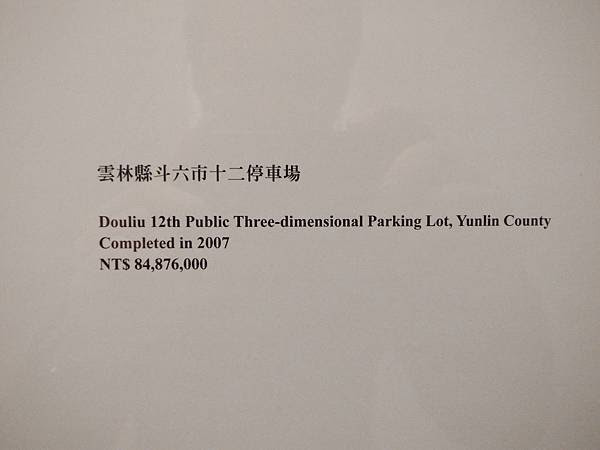 雲林縣斗六市十二停車場
Douliu 12th Public Three-dimensional Parking Lot, Yunlin County
Completed in 2007
NT$ 84,876,000